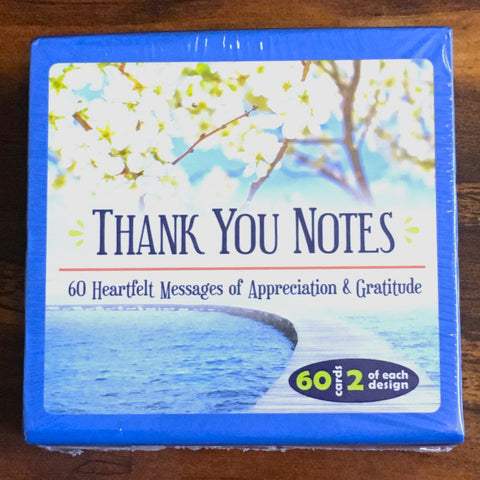 THANK YOU NOTES
60 Heartfelt Messages of Appreciation & Gratitude
60 cards 2 of each design